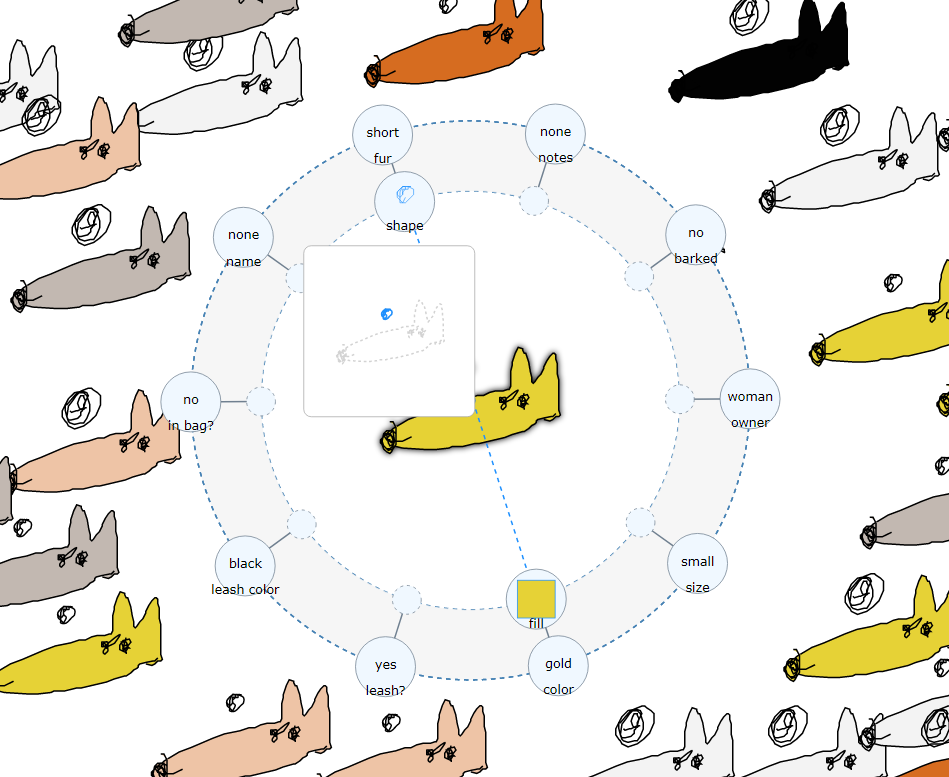 short
fur
none
notes
shape
none
name
no
barked
no
in bag?
woman
owner
black
leash color
small
size
fill
yes
leash?
gold
color